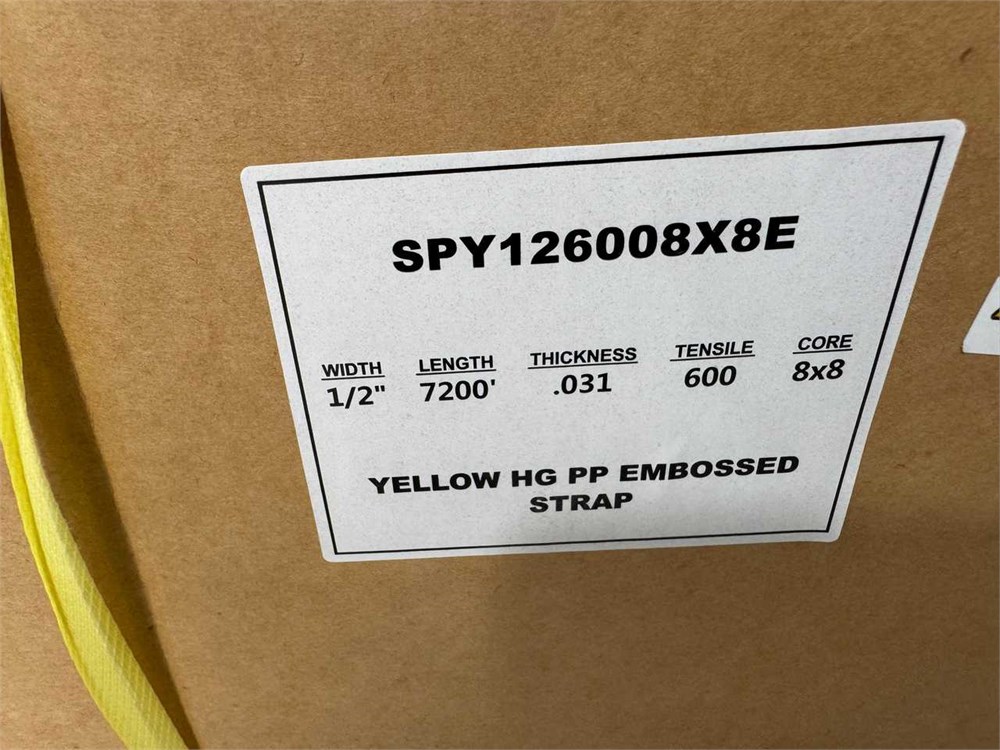 SPY126008X8E
WIDTH LENGTH THICKNESS TENSILE CORE
1/2" 7200' .031 600 8x8
YELLOW HG PP EMBOSSED
STRAP